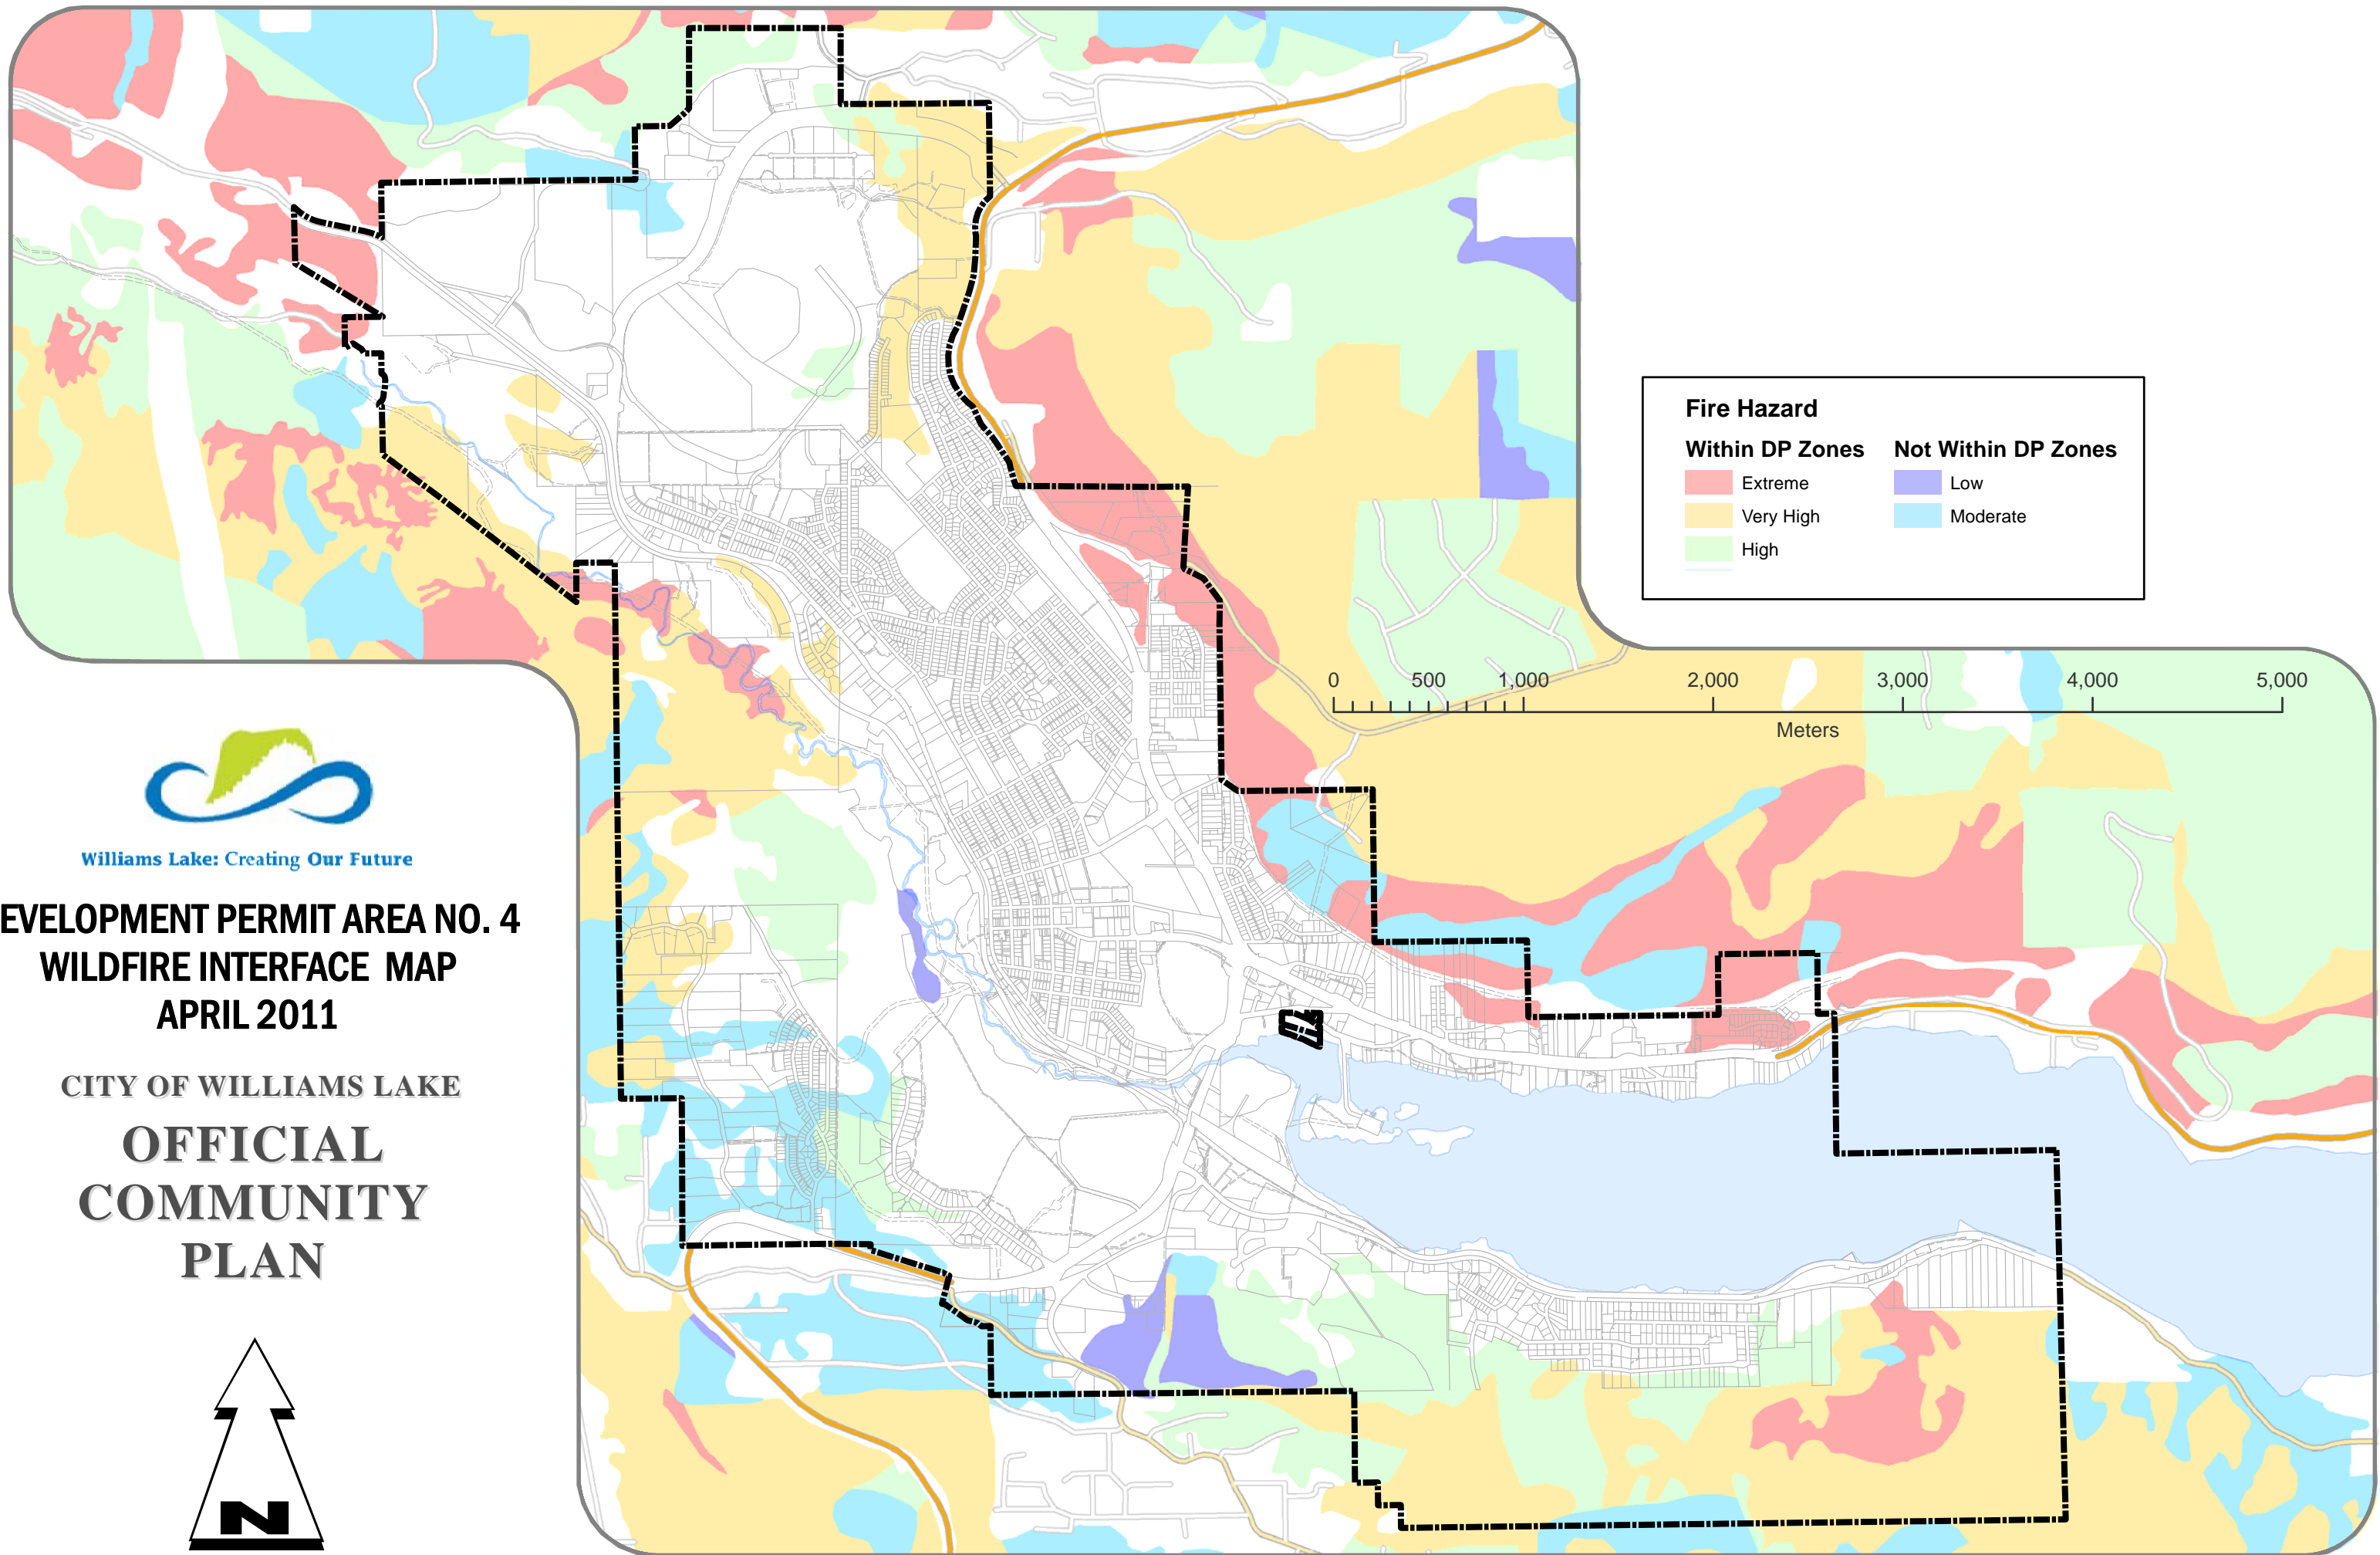 Fire Hazard
Within DP Zones
Not Within DP Zones
Extreme
Low
Very High
Moderate
High
0 500 1,000 2,000 3,000 4,000 5,000
Meters
Williams Lake: Creating Our Future
EVELOPMENT PERMIT AREA NO. 4
WILDFIRE INTERFACE MAP
APRIL 2011
CITY OF WILLIAMS LAKE
OFFICIAL
COMMUNITY
PLAN
N